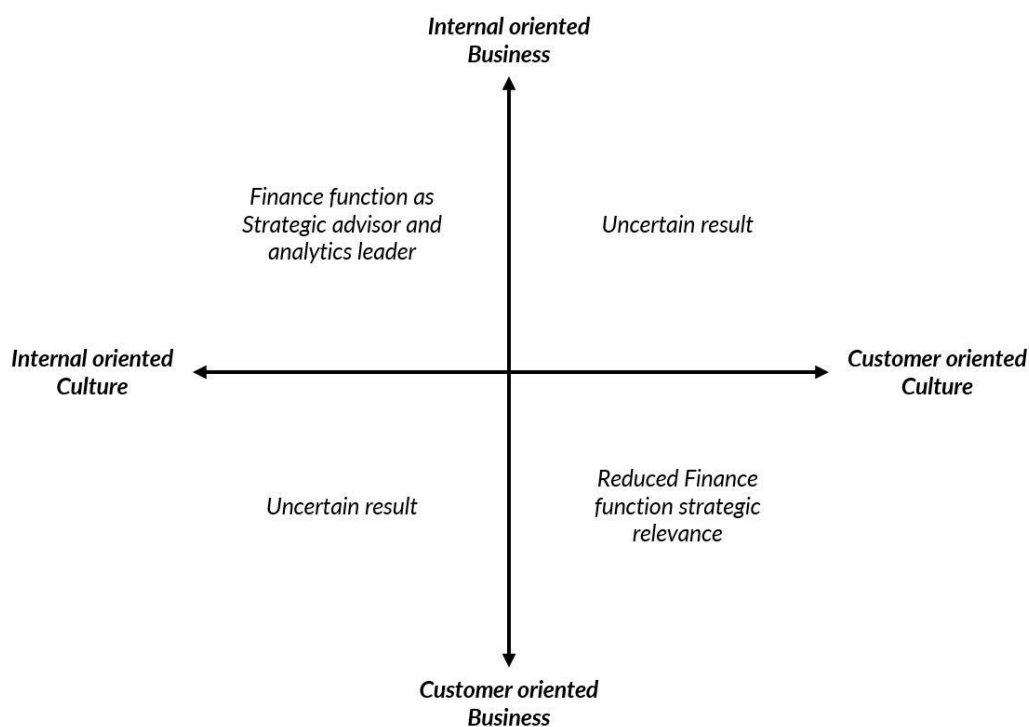 Internal oriented
Business
Finance function as
Strategic advisor and
analytics leader
Uncertain result
Internal oriented
Culture
Customer oriented
Culture
Uncertain result
Reduced Finance
function strategic
relevance
Customer oriented
Business